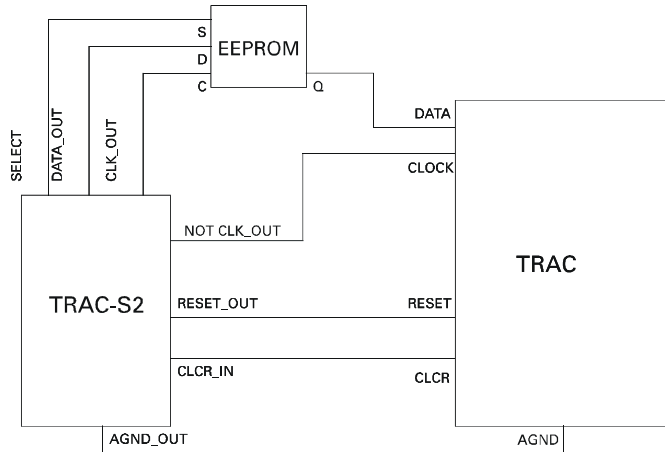 S
EEPROM
D
C
Q
SELECT
DATA_OUT
CLK_OUT
DATA
CLOCK
NOT CLK_OUT
TRAC
TRAC-S2
RESET_OUT
RESET
CLCR_IN
CLCR
AGND_OUT
AGND